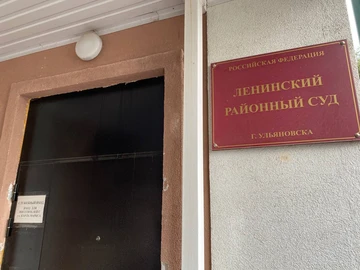 РОССИЙСКАЯ ФЕДЕРАЦИЯ
ЛЕНИНСКИЙ
РАЙОННЫЙ СУД
Г. УЛЬЯНОВСКА